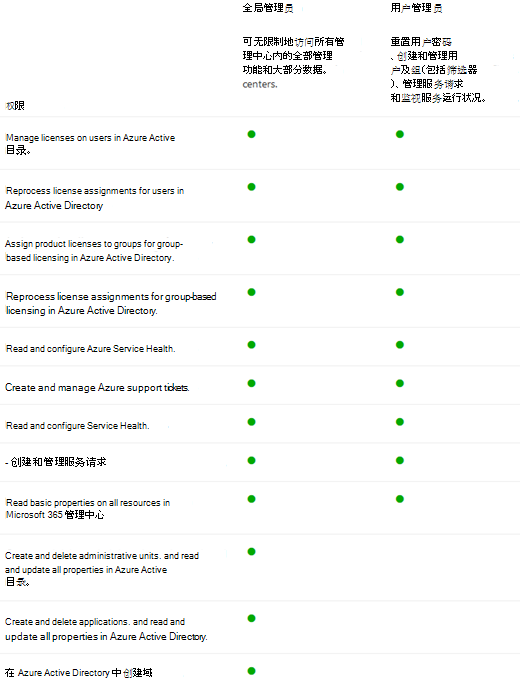 全局管理员
用户管理员
可无限制地访问所有管
理中心内的全部管理
功能和大部分数据。
centers.
重置用户密码
、创建和管理用
户及组(包括筛选器
)、管理服务请求
和监视服务运行状况。
权限
Manage licenses on users in Azure Active
目录。
Reprocess license assignments for users in
Azure Active Directory
Assign product licenses to groups for group-
based licensing in Azure Active Directory.
Reprocess license assignments for group-based
licensing in Azure Active Directory.
Read and configure Azure Service Health.
Create and manage Azure support tickets.
Read and configure Service Health.
- 创建和管理服务请求
Read basic properties on all resources in
Microsoft 365 管理中心
Create and delete administrative units. and read
and update all properties in Azure Active
目录。
Create and delete applications. and read and
update all properties in Azure Active Directory.
在 Azure Active Directory 中创建域